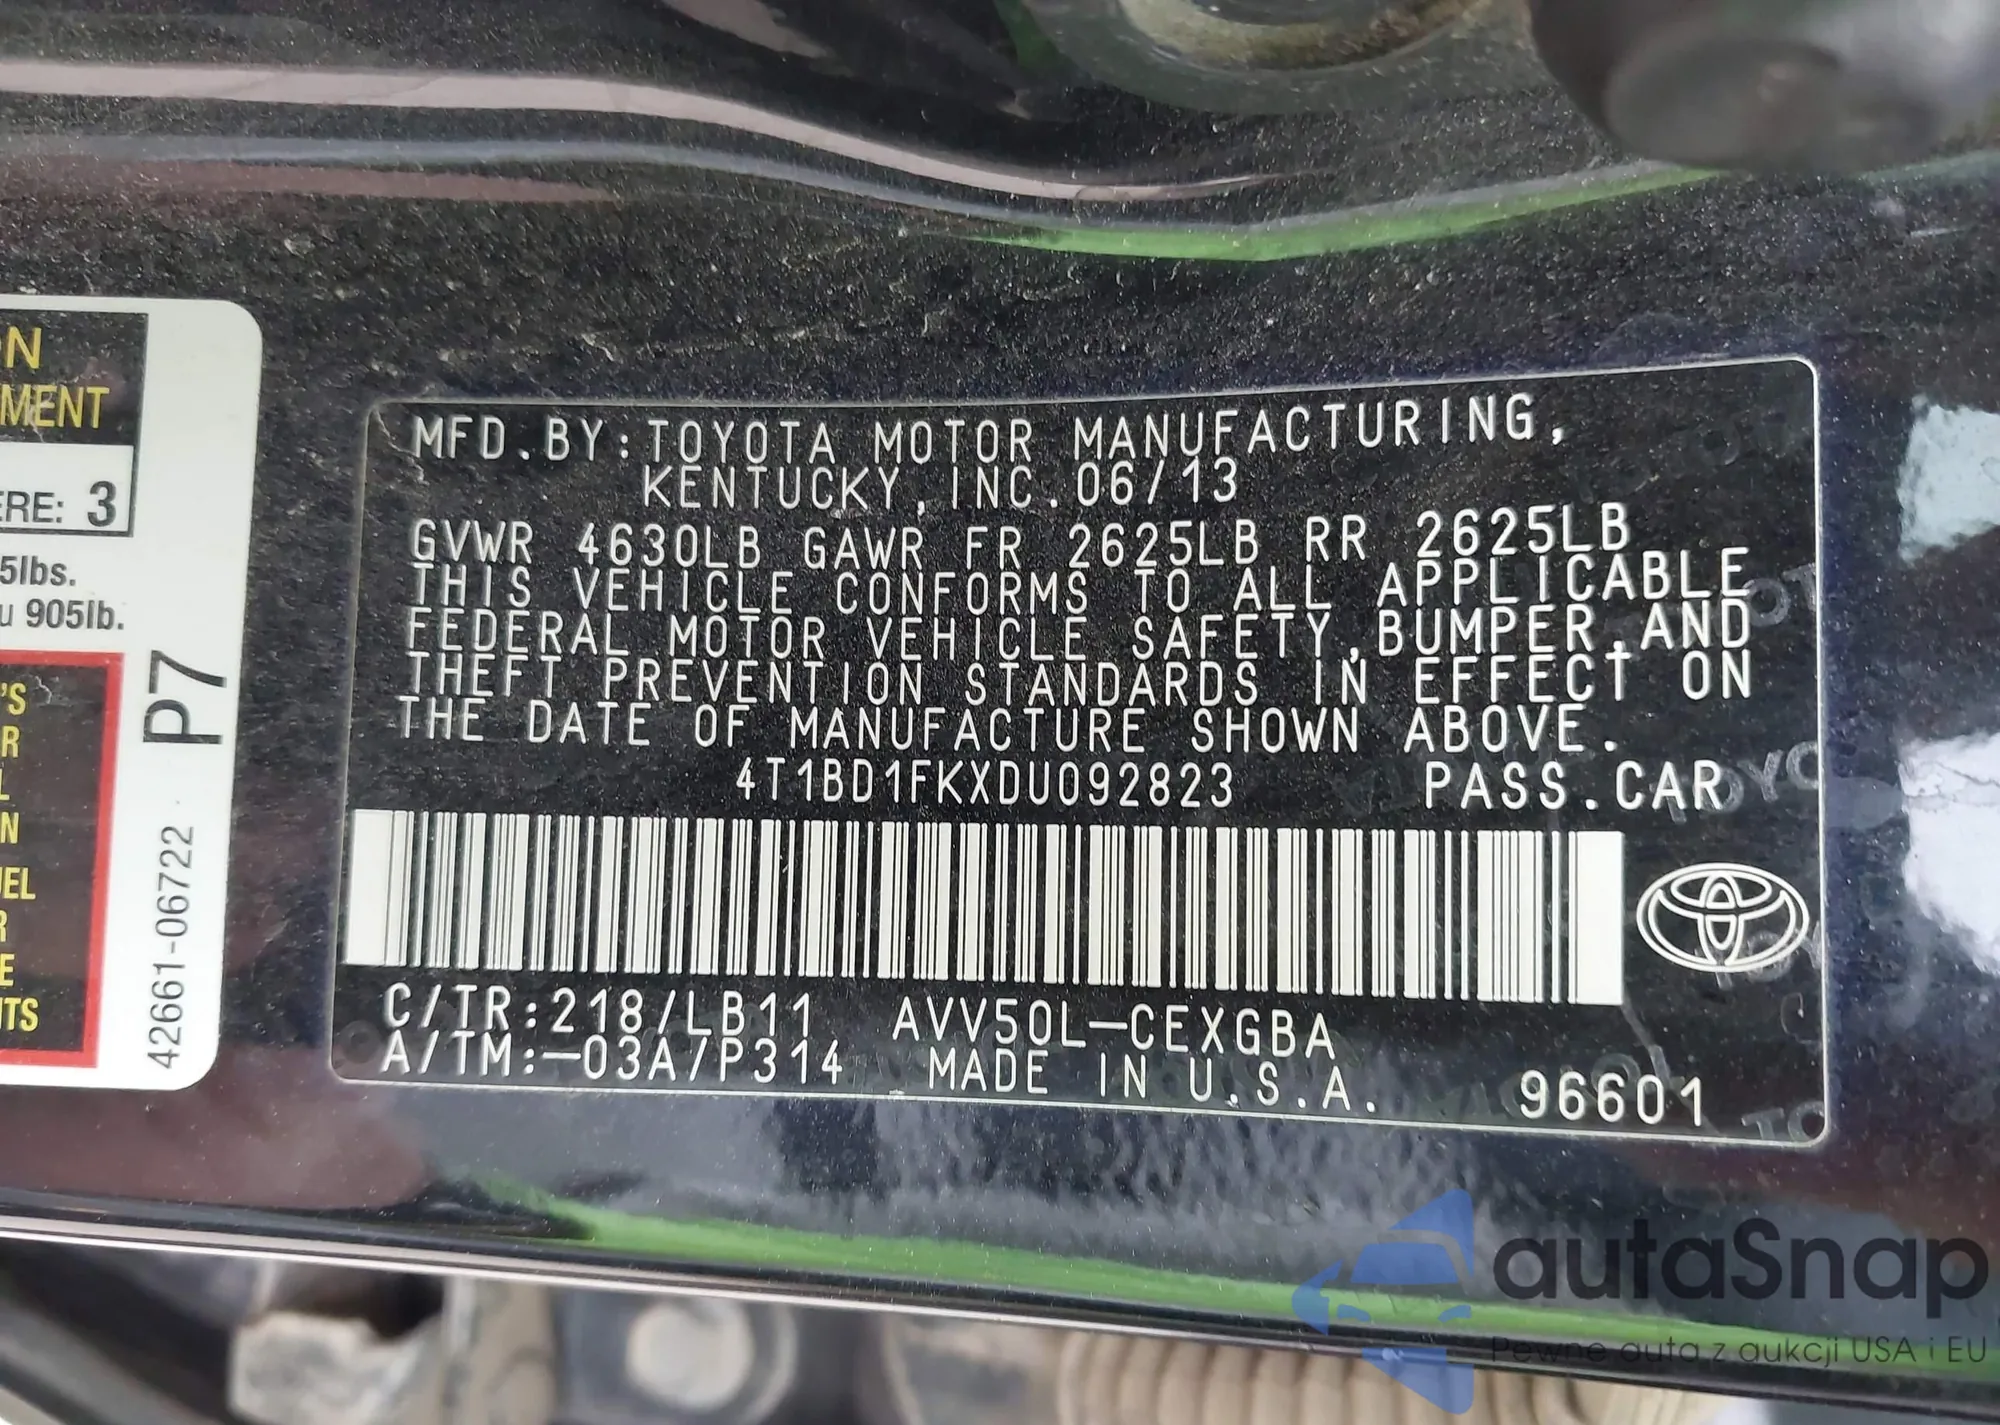 MENT
ERE: 3
5lbs.
905lb.
P7
42661-06722
MFD.BY:TOYOTA MOTOR MANUFACTURING,
KENTUCKY,INC.06/13
GVWR 4630LB GAWR FR 2625LB RR 2625LB
THIS VEHICLE CONFORMS TO ALL APPLICABLE
FEDERAL MOTOR VEHICLE SAFETY,BUMPER,AND
THEFT PREVENTION STANDARDS IN EFFECT ON
THE DATE OF MANUFACTURE SHOWN ABOVE.
4T1BD1FKXDU092823 PASS.CAR
C/TR:218/LB11 AVV50L-CEXGBA
A/TM:-03A/P314 MADE IN U.S.A. 96601
autaSnap
Pewne auta z aukcji USA i EU